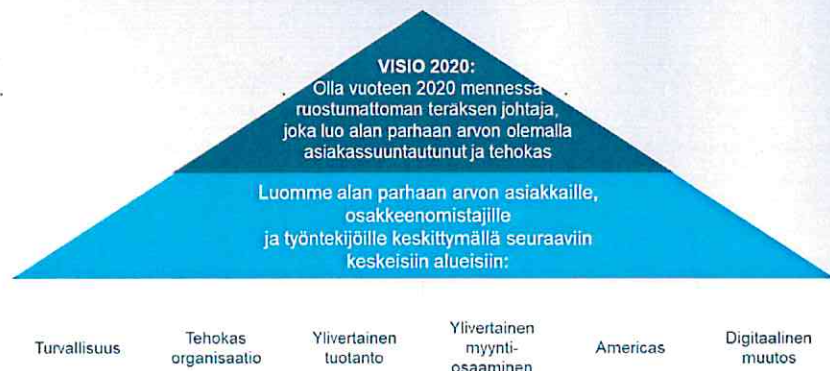 VISIO 2020:
Olla vuoteen 2020 mennessä
ruostumattoman teräksen johtaja,
joka luo alan parhaan arvon olemalla
asiakassuuntautunut ja tehokas
Luomme alan parhaan arvon asiakkaille,
osakkeenomistajille
ja työntekijöille keskittymällä seuraaviin
keskeisiin alueisiin:
Turvallisuus
Tehokas
organisaatio
Ylivertainen
tuotanto
Ylivertainen
myynti-
osaaminen
Americas
Digitaalinen
muutos